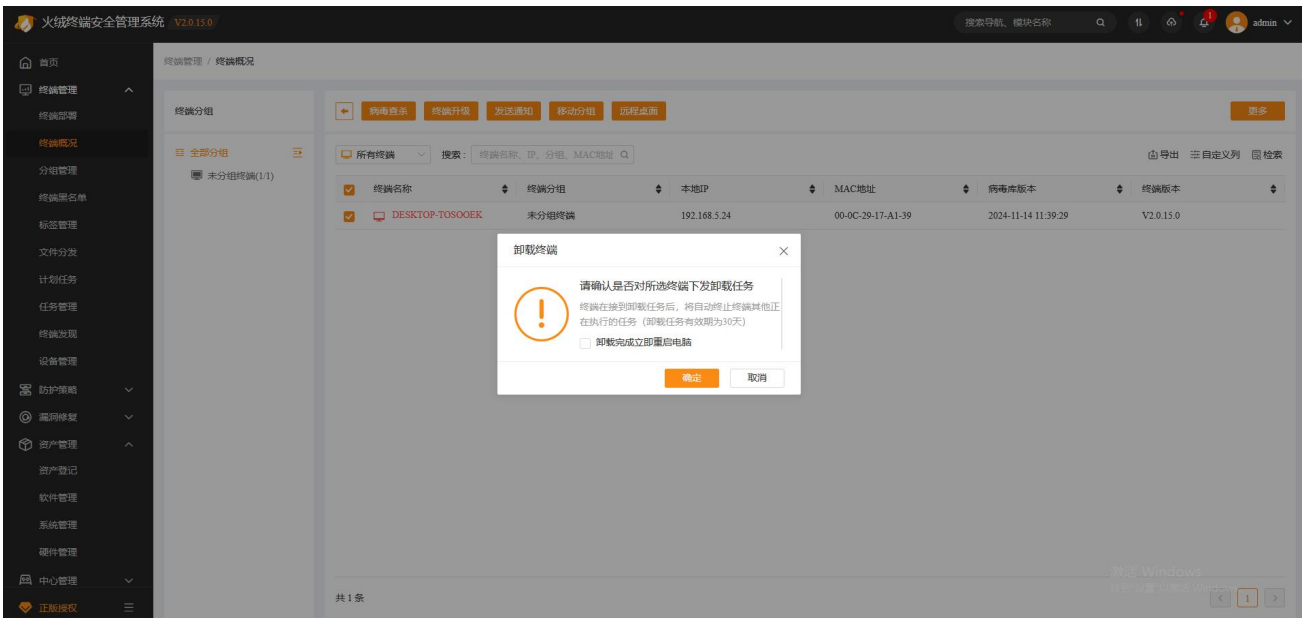 火绒终端安全管理系统 V2.0.15.0
搜索导航、模块名称
1
admin
首页
终端管理
终端部署
终端概况
分组管理
终端黑名单
标签管理
文件分发
计划任务
任务管理
终端发现
设备管理
防护策略
漏洞修复
资产管理
资产登记
软件管理
系统管理
硬件管理
中心管理
正版授权
终端管理 / 终端概况
终端分组
全部分组
未分组终端(1/1)
病毒查杀 终端升级 发送通知 移动分组 远程桌面 更多
所有终端 搜索: 终端名称、IP、分组、MAC地址
导出 自定义列 检索
终端名称 终端分组 本地IP MAC地址 病毒库版本 终端版本
DESKTOP-TOSOOEK 未分组终端 192.168.5.24 00-0C-29-17-A1-39 2024-11-14 11:39:29 V2.0.15.0
卸载终端
请确认是否对所选终端下发卸载任务
终端在接到卸载任务后，将自动终止终端其他正
在执行的任务（卸载任务有效期为30天）
卸载完成立即重启电脑
确定 取消
激活 Windows
共 1 条
1